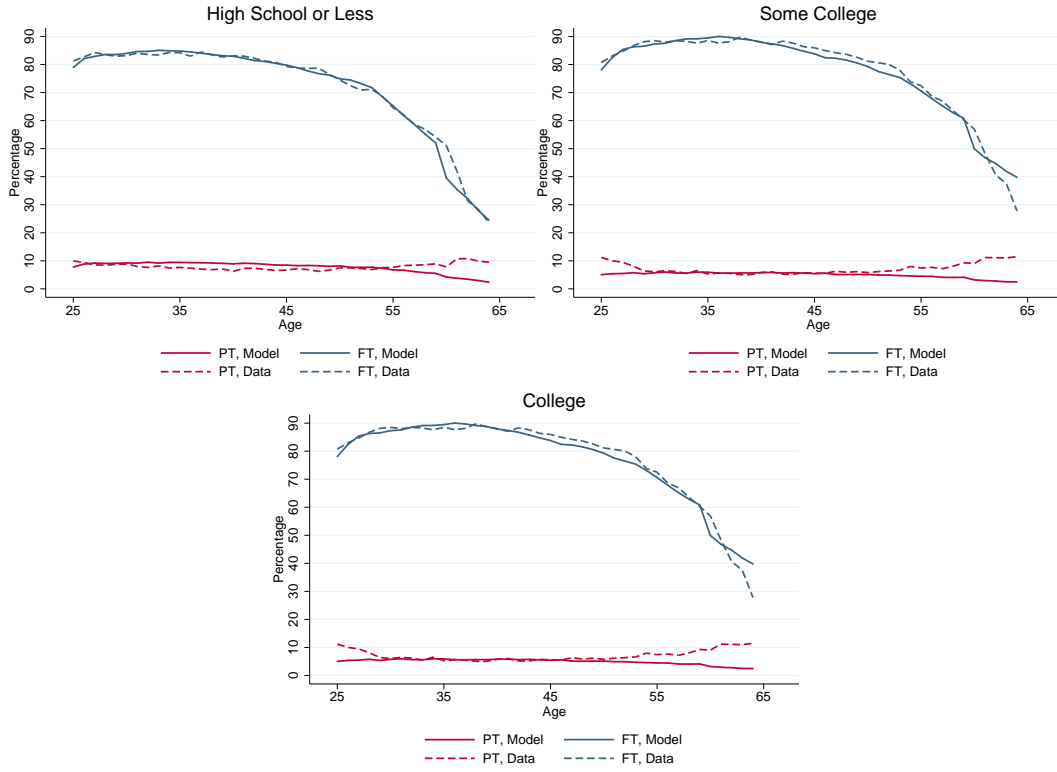 High School or Less
Percentage
90
80
70
60
50
40
30
20
10
0
25 35 45 55 65
Age
PT, Model FT, Model
PT, Data FT, Data
Some College
Percentage
90
80
70
60
50
40
30
20
10
0
25 35 45 55 65
Age
PT, Model FT, Model
PT, Data FT, Data
College
Percentage
90
80
70
60
50
40
30
20
10
0
25 35 45 55 65
Age
PT, Model FT, Model
PT, Data FT, Data